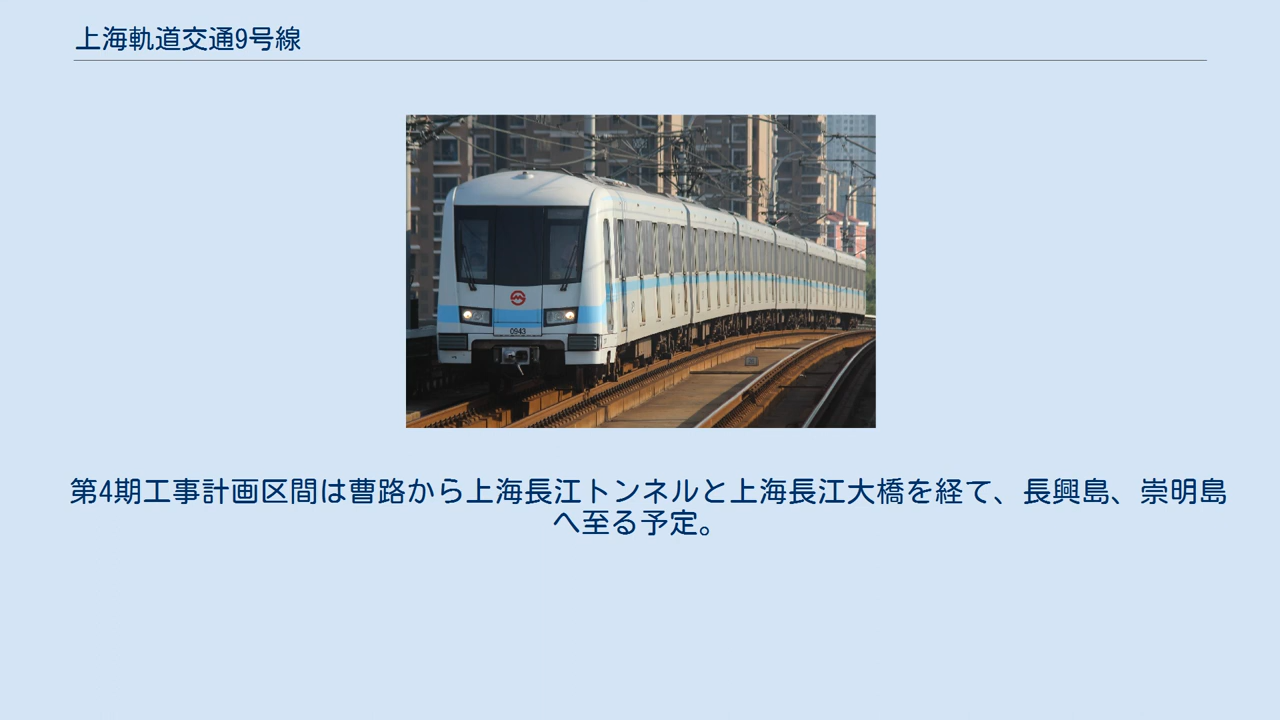 上海軌道交通9号線
0943
第4期工事計画区間は曹路から上海長江トンネルと上海長江大橋を経て、長興島、崇明島
へ至る予定。